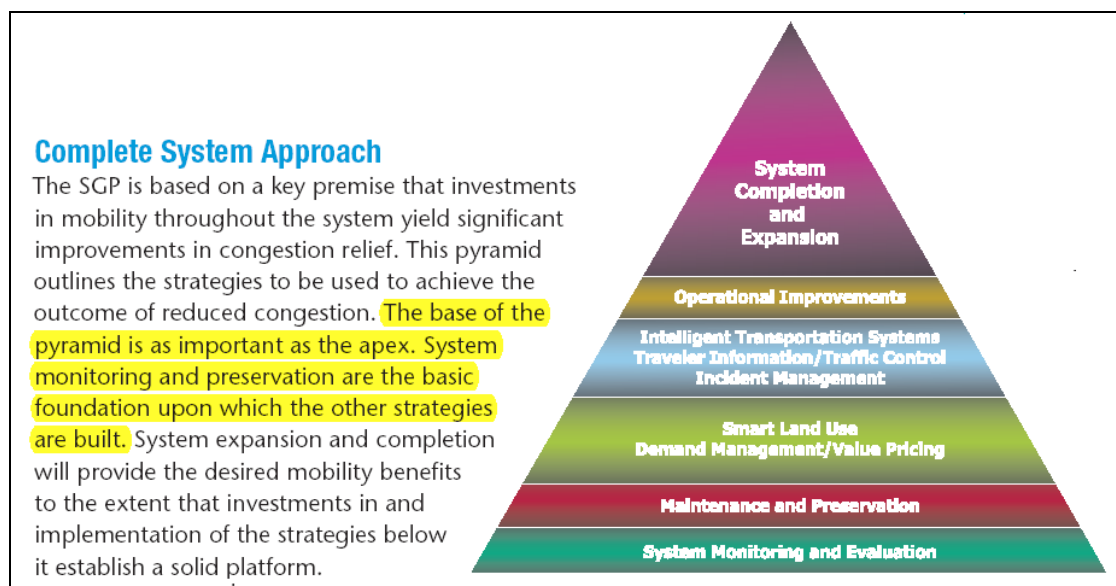 Complete System Approach
The SGP is based on a key premise that investments
in mobility throughout the system yield significant
improvements in congestion relief. This pyramid
outlines the strategies to be used to achieve the
outcome of reduced congestion. The base of the
pyramid is as important as the apex. System
monitoring and preservation are the basic
foundation upon which the other strategies
are built. System expansion and completion
will provide the desired mobility benefits
to the extent that investments in and
implementation of the strategies below
it establish a solid platform.
System
Completion
and
Expansion
Operational Improvements
Intelligent Transportation Systems
Traveler Information/Traffic Control
Incident Management
Smart Land Use
Demand Management/Value Pricing
Maintenance and Preservation
System Monitoring and Evaluation